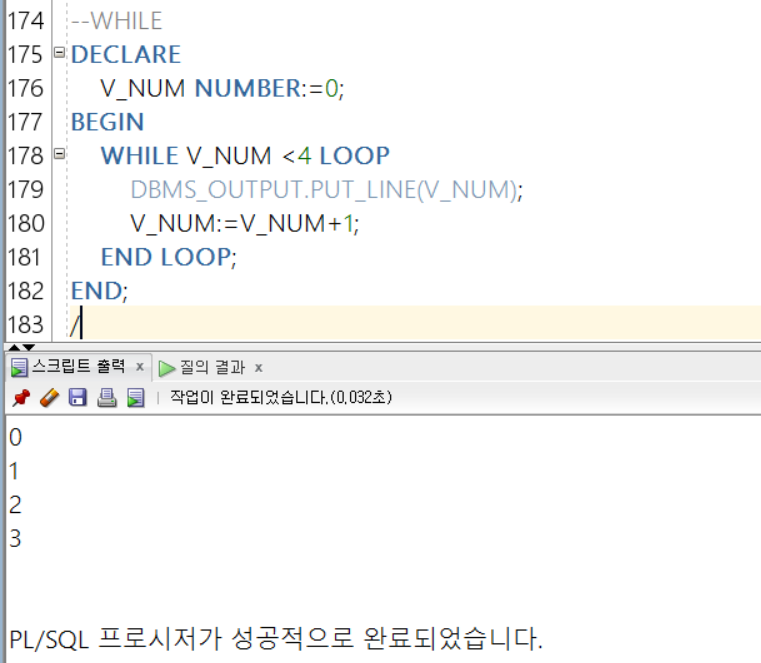 174 --WHILE
175 DECLARE
176 V_NUM NUMBER:=0;
177 BEGIN
178 WHILE V_NUM <4 LOOP
179 DBMS_OUTPUT.PUT_LINE(V_NUM);
180 V_NUM:=V_NUM+1;
181 END LOOP;
182 END;
183 /
스크립트 출력 x 질의 결과 x
작업이 완료되었습니다.(0,032초)
0
1
2
3
PL/SQL 프로시저가 성공적으로 완료되었습니다.